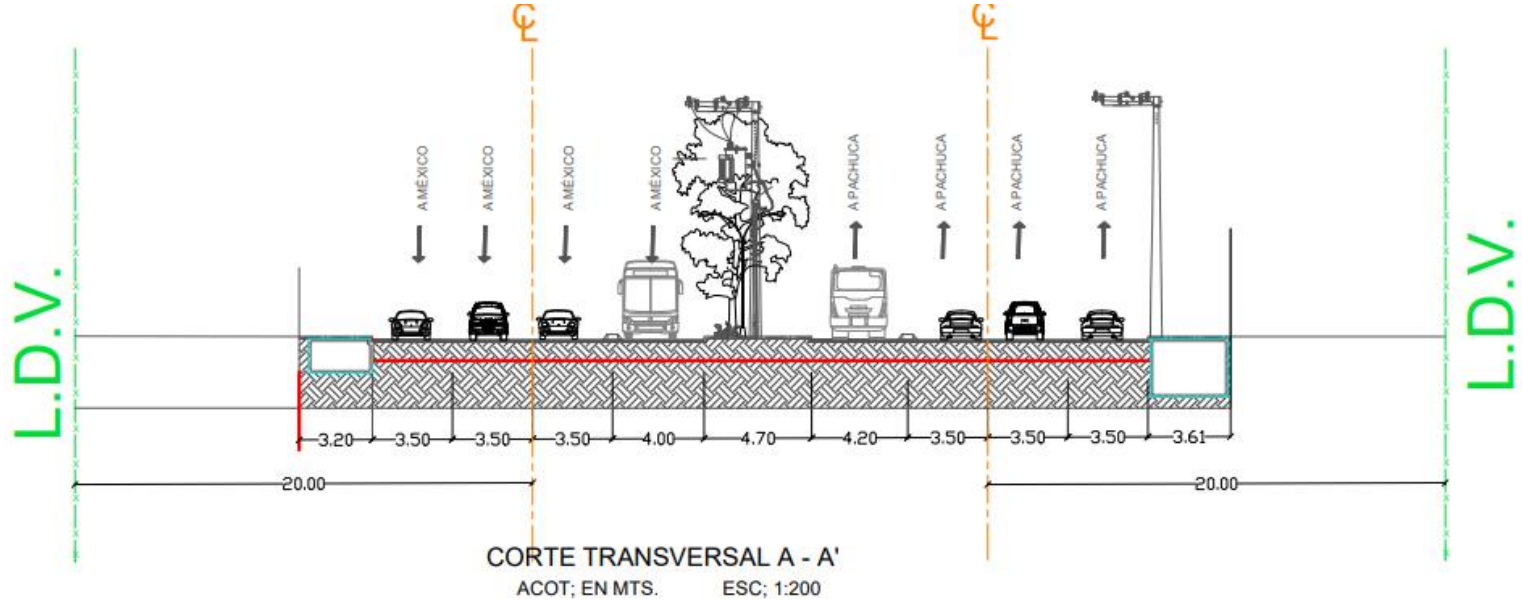 ℄ ℄
A MÉXICO A MÉXICO A MÉXICO A MÉXICO A PACHUCA A PACHUCA A PACHUCA A PACHUCA
L.D.V. L.D.V.
3.20 3.50 3.50 3.50 4.00 4.70 4.20 3.50 3.50 3.50 3.61
20.00 20.00
CORTE TRANSVERSAL A - A'
ACOT; EN MTS. ESC; 1:200